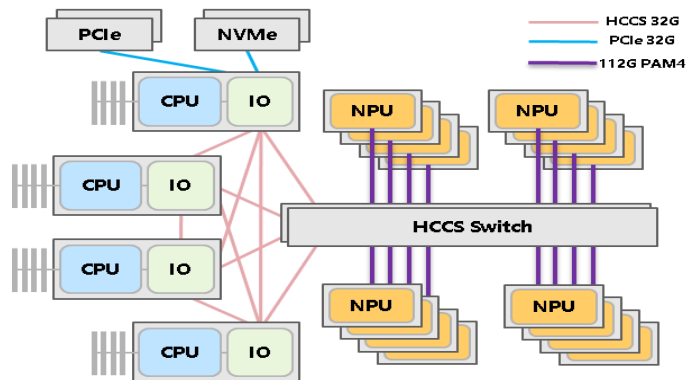 PCIe
NVMe
HCCS 32G
PCIe 32G
112G PAM4
CPU
IO
NPU
NPU
CPU
IO
HCCS Switch
CPU
IO
NPU
NPU
CPU
IO